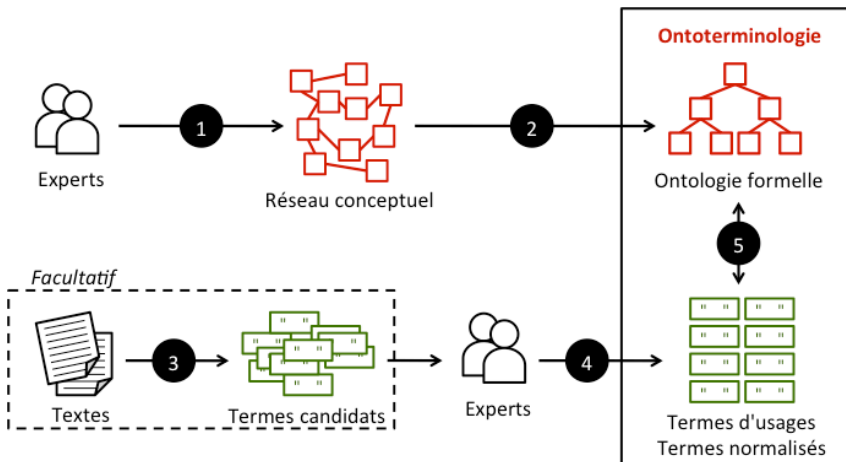 Ontoterminologie
1
2
Experts
Réseau conceptuel
Ontologie formelle
5
Facultatif
3
4
Textes
Termes candidats
Experts
Termes d'usages
Termes normalisés